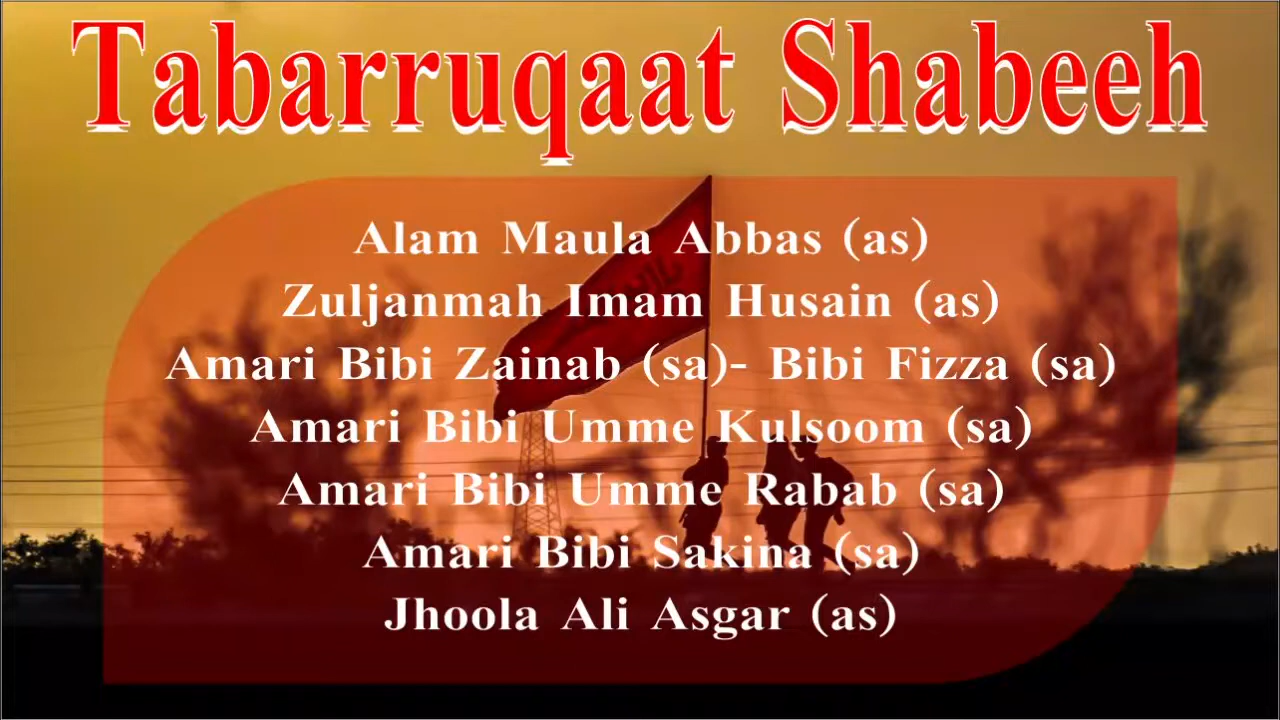 Tabarruqaat Shabeeh
Alam Maula Abbas (as)
Zuljanmah Imam Husain (as)
Amari Bibi Zainab (sa)- Bibi Fizza (sa)
Amari Bibi Umme Kulsoom (sa)
Amari Bibi Umme Rabab (sa)
Amari Bibi Sakina (sa)
Jhoola Ali Asgar (as)